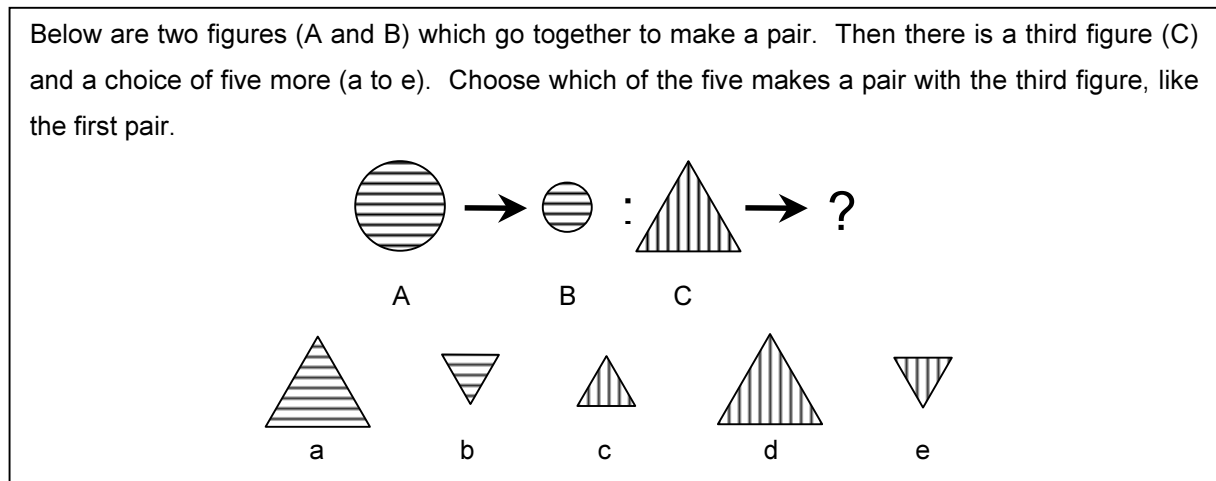 Below are two figures (A and B) which go together to make a pair. Then there is a third figure (C)
and a choice of five more (a to e). Choose which of the five makes a pair with the third figure, like
the first pair.
: ?
A B C
a b c d e